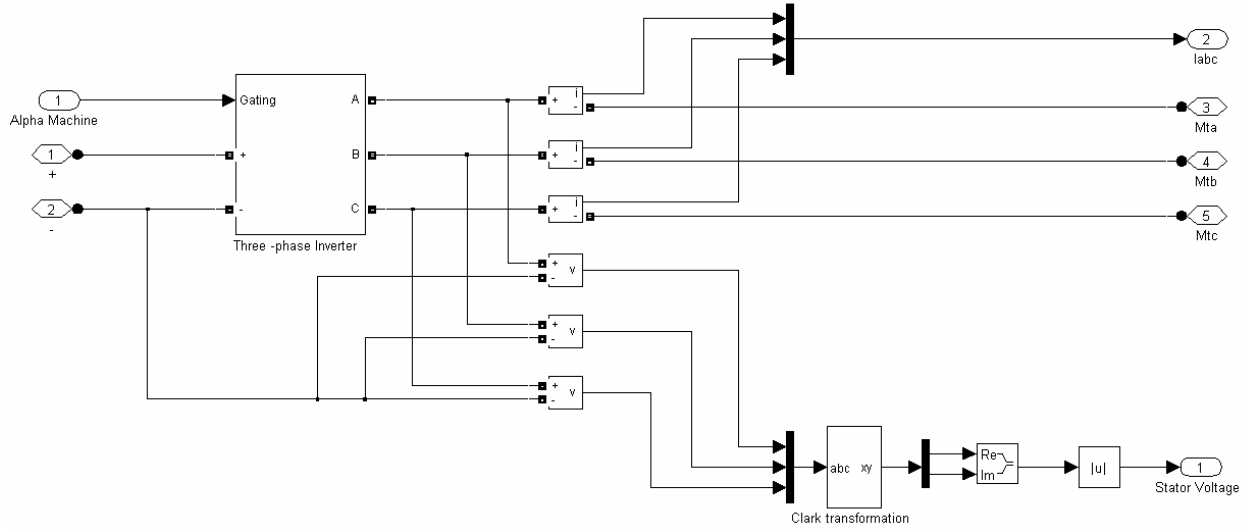 1
Alpha Machine
1
+
2
-
Gating
+
-
A
B
C
Three -phase Inverter
+
i
-
+
i
-
+
i
-
+
-
v
+
-
v
+
-
v
2
Iabc
3
Mta
4
Mtb
5
Mtc
abc
xy
Clark transformation
Re
Im
|u|
1
Stator Voltage